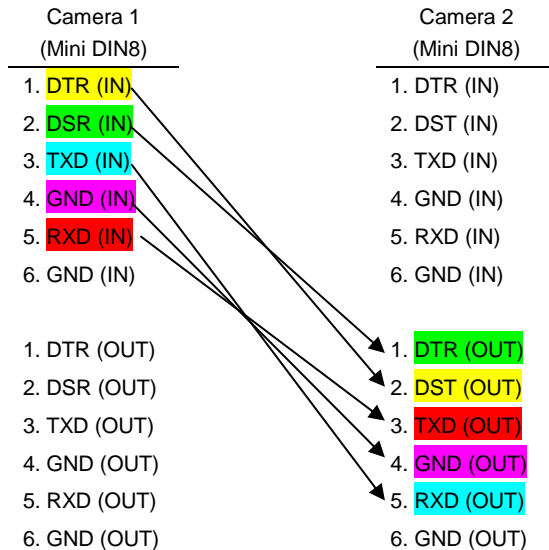 Camera 1
(Mini DIN8)
1. DTR (IN)
2. DSR (IN)
3. TXD (IN)
4. GND (IN)
5. RXD (IN)
6. GND (IN)
1. DTR (OUT)
2. DSR (OUT)
3. TXD (OUT)
4. GND (OUT)
5. RXD (OUT)
6. GND (OUT)
Camera 2
(Mini DIN8)
1. DTR (IN)
2. DST (IN)
3. TXD (IN)
4. GND (IN)
5. RXD (IN)
6. GND (IN)
1. DTR (OUT)
2. DST (OUT)
3. TXD (OUT)
4. GND (OUT)
5. RXD (OUT)
6. GND (OUT)